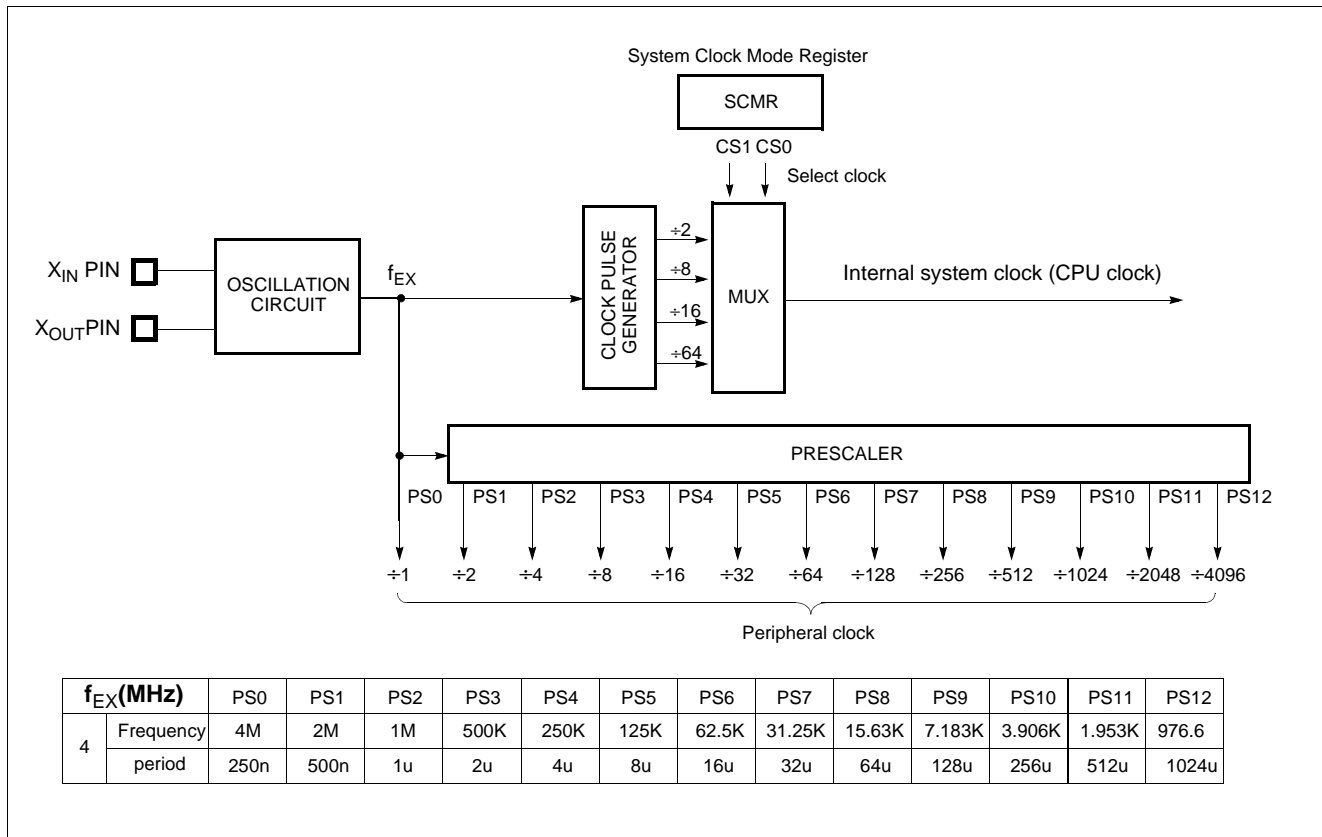 System Clock Mode Register
SCMR
CS1 CS0
Select clock
XIN PIN
XOUTPIN
OSCILLATION
CIRCUIT
fEX
CLOCK PULSE
GENERATOR
÷2
÷8
÷16
÷64
MUX
Internal system clock (CPU clock)
PRESCALER
PS0 PS1 PS2 PS3 PS4 PS5 PS6 PS7 PS8 PS9 PS10 PS11 PS12
÷1 ÷2 ÷4 ÷8 ÷16 ÷32 ÷64 ÷128 ÷256 ÷512 ÷1024 ÷2048 ÷4096
Peripheral clock
fEX(MHz) PS0 PS1 PS2 PS3 PS4 PS5 PS6 PS7 PS8 PS9 PS10 PS11 PS12
4 Frequency 4M 2M 1M 500K 250K 125K 62.5K 31.25K 15.63K 7.183K 3.906K 1.953K 976.6
period 250n 500n 1u 2u 4u 8u 16u 32u 64u 128u 256u 512u 1024u